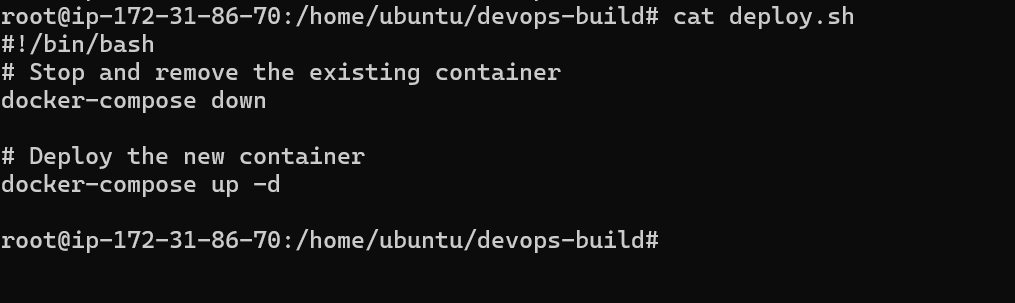 root@ip-172-31-86-70:/home/ubuntu/devops-build# cat deploy.sh
#!/bin/bash
# Stop and remove the existing container
docker-compose down
# Deploy the new container
docker-compose up -d
root@ip-172-31-86-70:/home/ubuntu/devops-build#